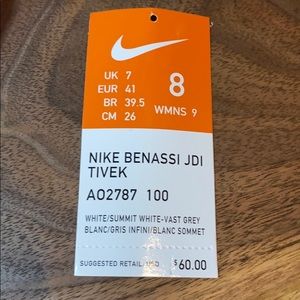 UK 7
EUR 41
BR 39.5
CM 26
8
WMNS 9
NIKE BENASSI JDI
TIVEK
AO2787 100
WHITE/SUMMIT WHITE-VAST GREY
BLANC/GRIS INFINI/BLANC SOMMET
SUGGESTED RETAIL USD $60.00